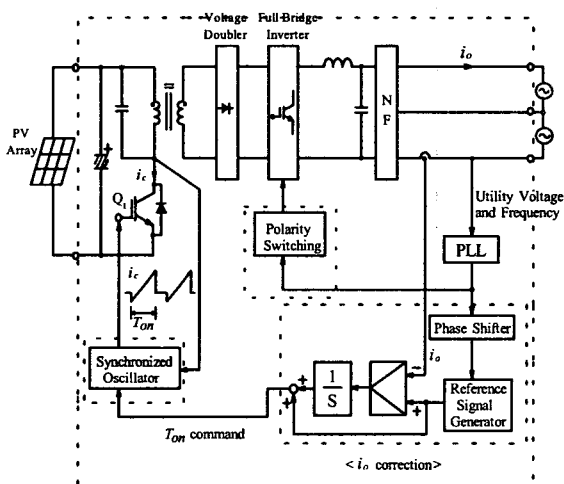 Voltage
Doubler
Full-Bridge
Inverter
i_o
N
F
PV
Array
i_c
Q_1
Utility Voltage
and Frequency
Polarity
Switching
PLL
i_c
T_on
Phase Shifter
Synchronized
Oscillator
+
+
1
S
−
+
i_o
Reference
Signal
Generator
T_on command
< i_o correction>